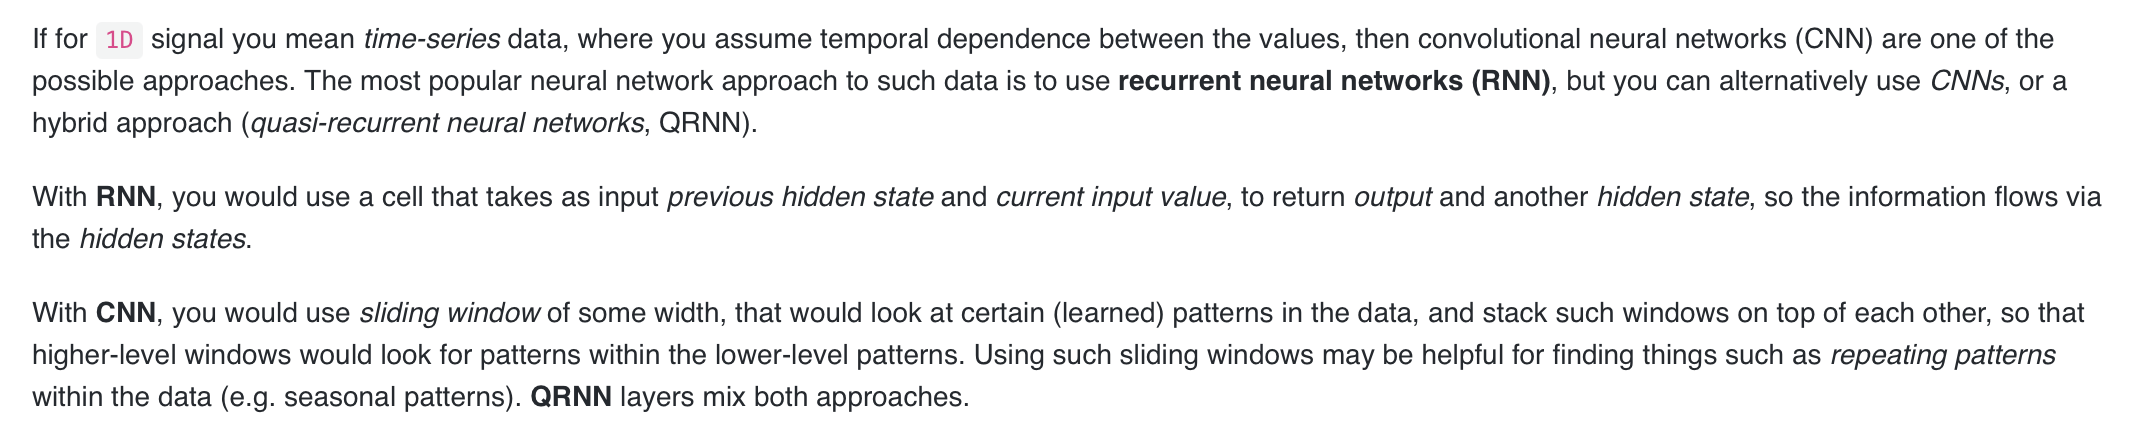 If for 1D signal you mean time-series data, where you assume temporal dependence between the values, then convolutional neural networks (CNN) are one of the
possible approaches. The most popular neural network approach to such data is to use recurrent neural networks (RNN), but you can alternatively use CNNs, or a
hybrid approach (quasi-recurrent neural networks, QRNN).
With RNN, you would use a cell that takes as input previous hidden state and current input value, to return output and another hidden state, so the information flows via
the hidden states.
With CNN, you would use sliding window of some width, that would look at certain (learned) patterns in the data, and stack such windows on top of each other, so that
higher-level windows would look for patterns within the lower-level patterns. Using such sliding windows may be helpful for finding things such as repeating patterns
within the data (e.g. seasonal patterns). QRNN layers mix both approaches.